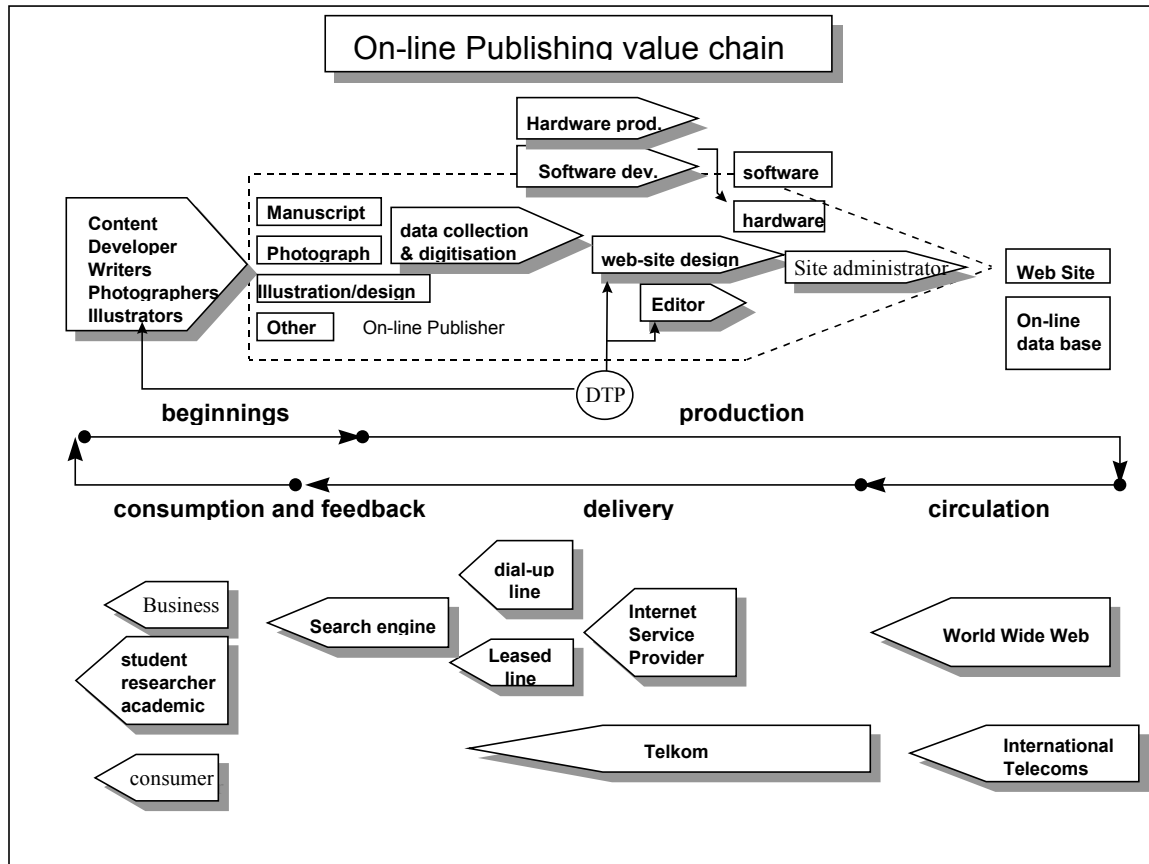 On-line Publishing value chain
Hardware prod.
Software dev.
software
hardware
Content
Developer
Writers
Photographers
Illustrators
Manuscript
Photograph
Illustration/design
Other
On-line Publisher
data collection
& digitisation
web-site design
Editor
Site administrator
Web Site
On-line
data base
DTP
beginnings
production
consumption and feedback
delivery
circulation
Business
student
researcher
academic
consumer
Search engine
dial-up
line
Leased
line
Internet
Service
Provider
Telkom
World Wide Web
International
Telecoms